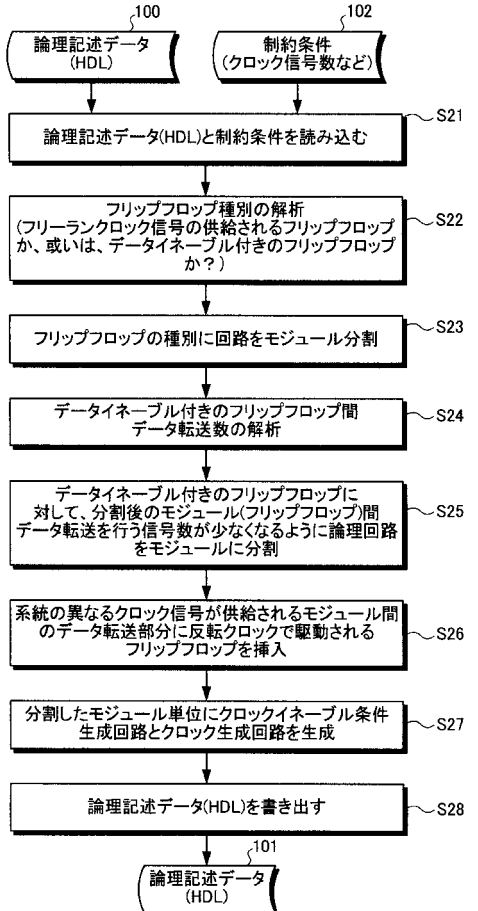 100
論理記述データ
(HDL)
102
制約条件
(クロック信号数など)
論理記述データ(HDL)と制約条件を読み込む
S21
フリップフロップ種別の解析
(フリーランクロック信号の供給されるフリップフロップ
か、或いは、データイネーブル付きのフリップフロップ
か？)
S22
フリップフロップの種別に回路をモジュール分割
S23
データイネーブル付きのフリップフロップ間
データ転送数の解析
S24
データイネーブル付きのフリップフロップに
対して、分割後のモジュール(フリップフロップ)間
データ転送を行う信号数が少なくなるように論理回路
をモジュールに分割
S25
系統の異なるクロック信号が供給されるモジュール間
のデータ転送部分に反転クロックで駆動される
フリップフロップを挿入
S26
分割したモジュール単位にクロックイネーブル条件
生成回路とクロック生成回路を生成
S27
論理記述データ(HDL)を書き出す
S28
101
論理記述データ
(HDL)